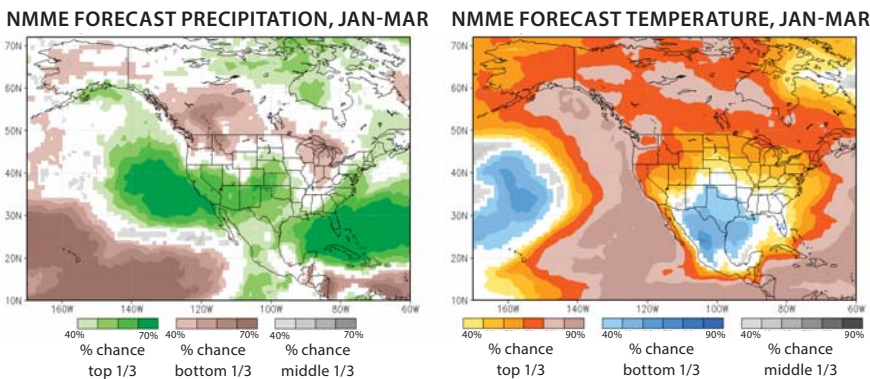 NMME FORECAST PRECIPITATION, JAN-MAR
72N
60N
50N
40N
30N
20N
10N
160W 140W 120W 100W 80W 60W
40% 70% 40% 70% 40% 70%
% chance top 1/3
% chance bottom 1/3
% chance middle 1/3
NMME FORECAST TEMPERATURE, JAN-MAR
72N
60N
50N
40N
30N
20N
10N
160W 140W 120W 100W 80W 60W
40% 90% 40% 90% 40% 90%
% chance top 1/3
% chance bottom 1/3
% chance middle 1/3